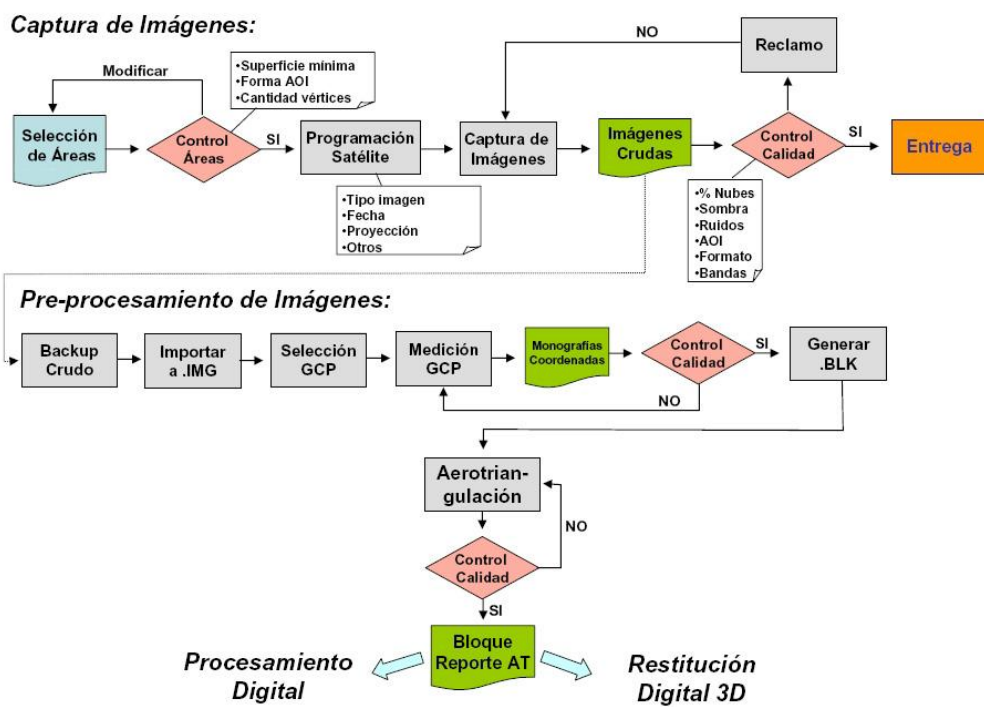 Captura de Imágenes:
Modificar
•Superficie mínima
•Forma AOI
•Cantidad vértices
NO
Reclamo
Selección
de Áreas
Control
Áreas
SI
Programación
Satélite
Captura de
Imágenes
Imágenes
Crudas
Control
Calidad
SI
Entrega
•Tipo imagen
•Fecha
•Proyección
•Otros
•% Nubes
•Sombra
•Ruidos
•AOI
•Formato
•Bandas
Pre-procesamiento de Imágenes:
Backup
Crudo
Importar
a .IMG
Selección
GCP
Medición
GCP
Monografías
Coordenadas
Control
Calidad
SI
Generar
.BLK
NO
Aerotrian-
gulación
NO
Control
Calidad
SI
Bloque
Reporte AT
Procesamiento
Digital
Restitución
Digital 3D